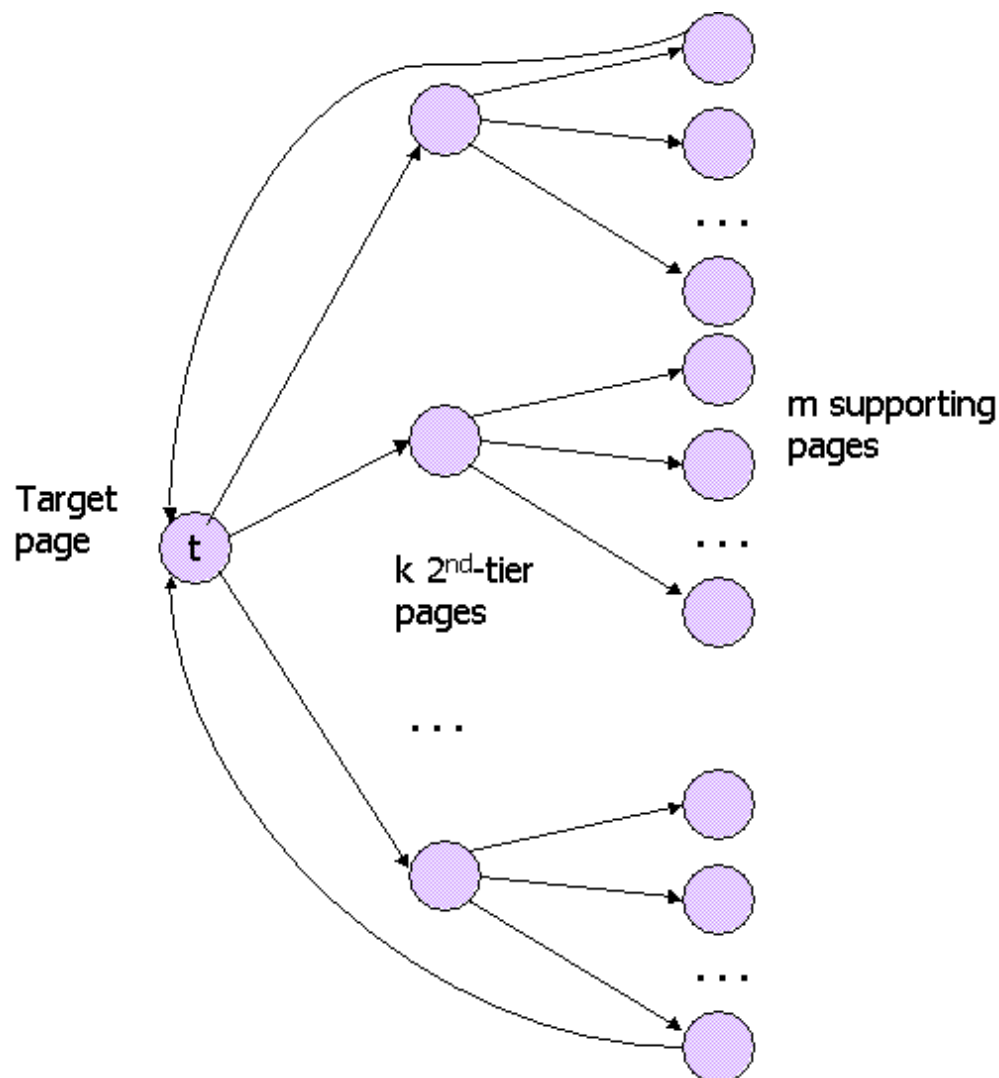 . . .
m supporting
pages
Target
page
t
. . .
k 2nd-tier
pages
. . .
. . .